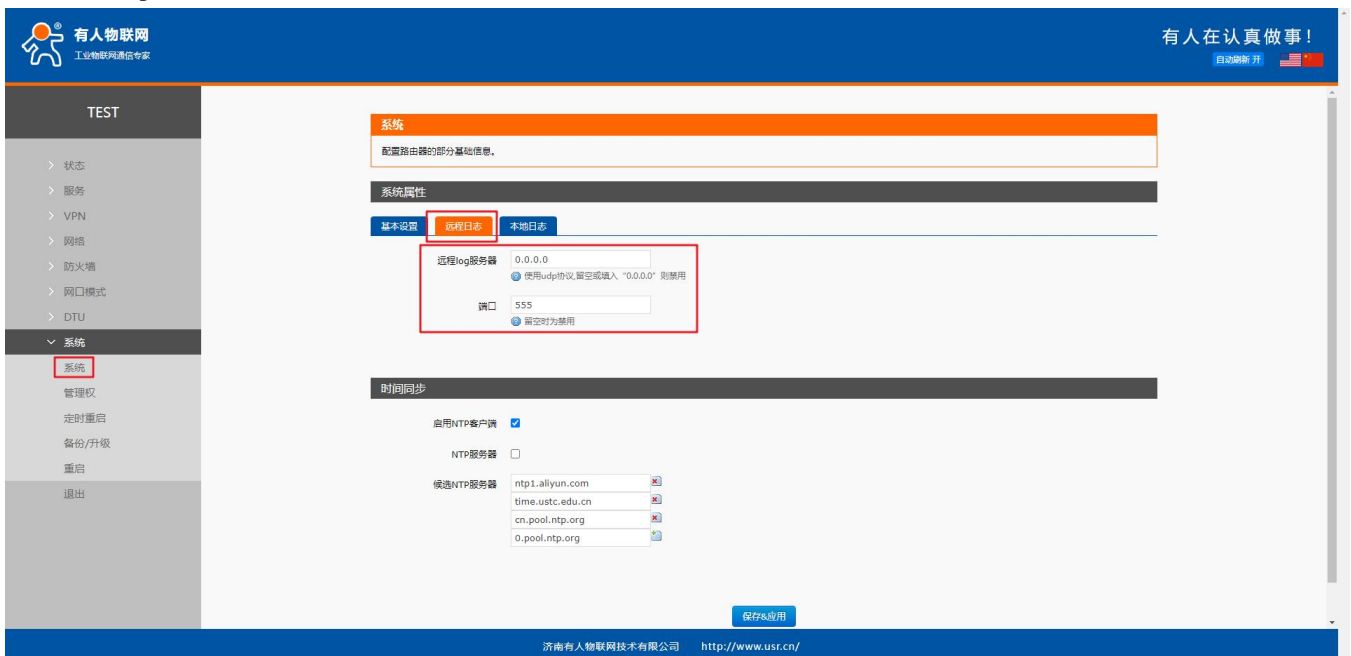 有人物联网
工业物联网通信专家
有人在认真做事!
自动刷新 开
TEST
状态
服务
VPN
网络
防火墙
网口模式
DTU
系统
系统
管理权
定时重启
备份/升级
重启
退出
系统
配置路由器的部分基础信息。
系统属性
基本设置 远程日志 本地日志
远程log服务器 0.0.0.0
使用udp协议,留空或填入 “0.0.0.0” 则禁用
端口 555
留空时为禁用
时间同步
启用NTP客户端
NTP服务器
候选NTP服务器 ntp1.aliyun.com
time.ustc.edu.cn
cn.pool.ntp.org
0.pool.ntp.org
保存&应用
济南有人物联网技术有限公司 http://www.usr.cn/